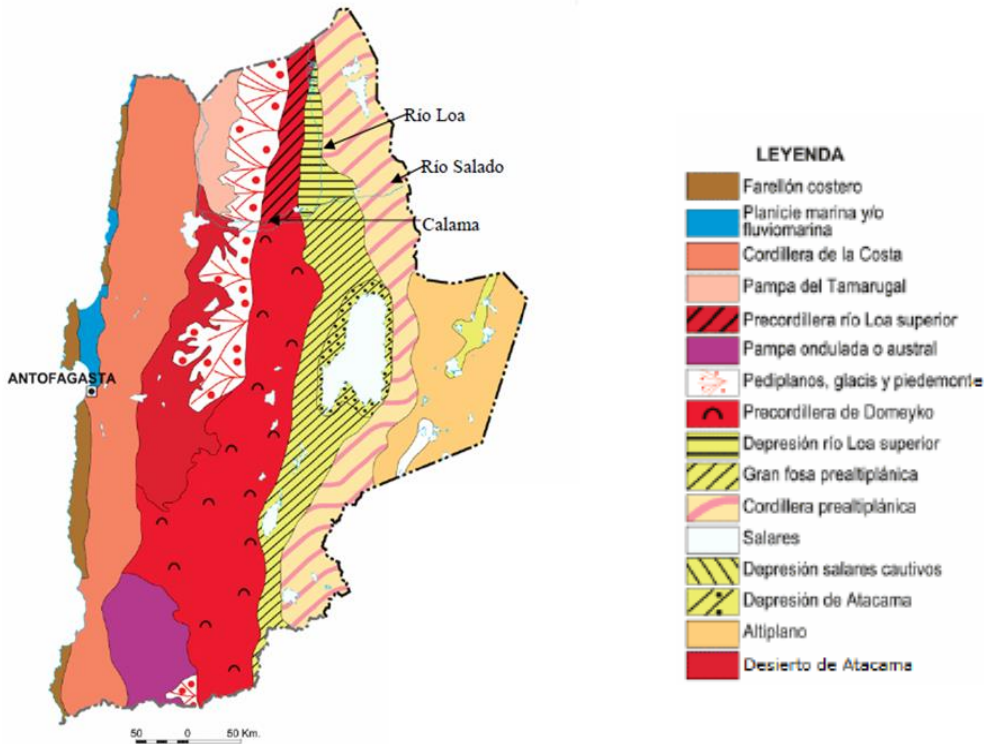 Río Loa
Río Salado
Calama
ANTOFAGASTA
50 0 50 Km.
LEYENDA
Farellón costero
Planicie marina y/o
fluviomarina
Cordillera de la Costa
Pampa del Tamarugal
Precordillera río Loa superior
Pampa ondulada o austral
Pediplanos, glacis y piedemonte
Precordillera de Domeyko
Depresión río Loa superior
Gran fosa prealtiplánica
Cordillera prealtiplánica
Salares
Depresión salares cautivos
Depresión de Atacama
Altiplano
Desierto de Atacama